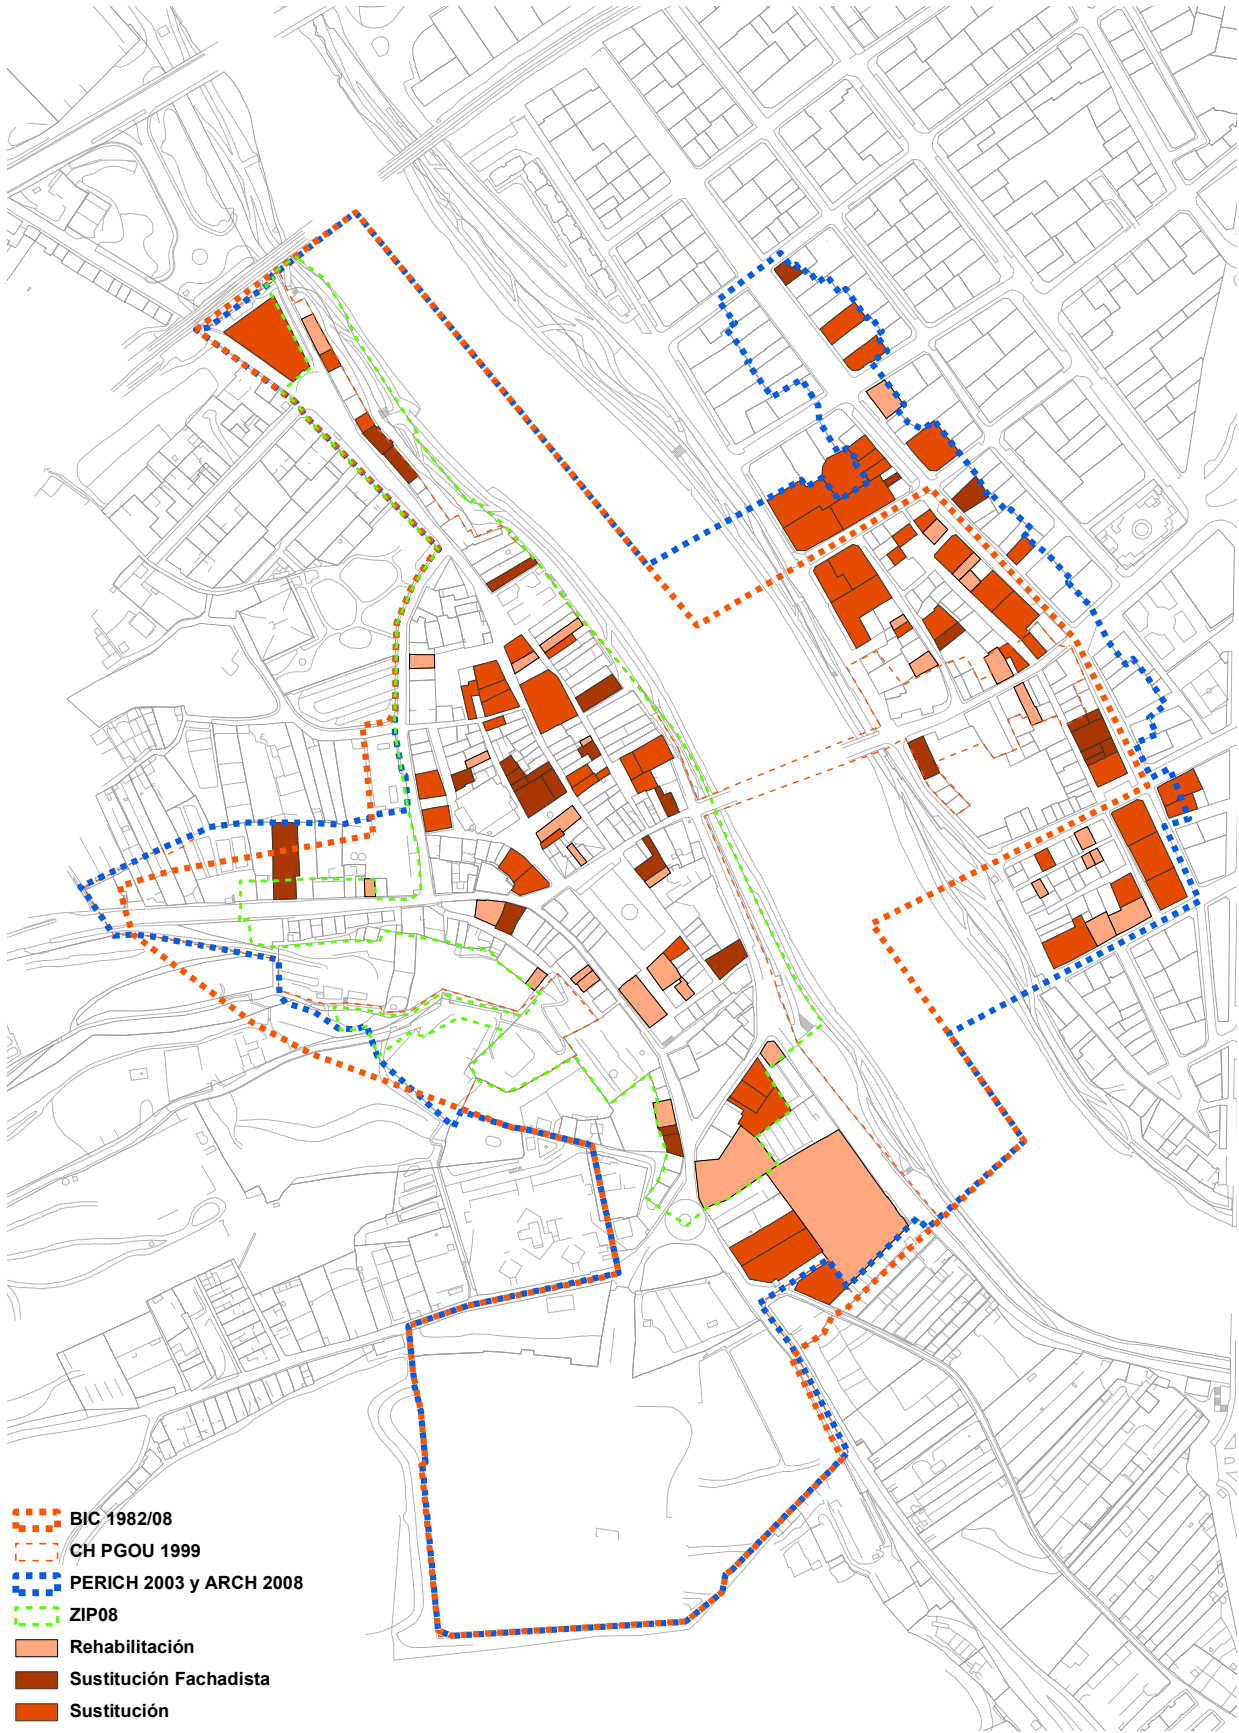 BIC 1982/08
CH PGOU 1999
PERICH 2003 y ARCH 2008
ZIP08
Rehabilitación
Sustitución Fachadista
Sustitución